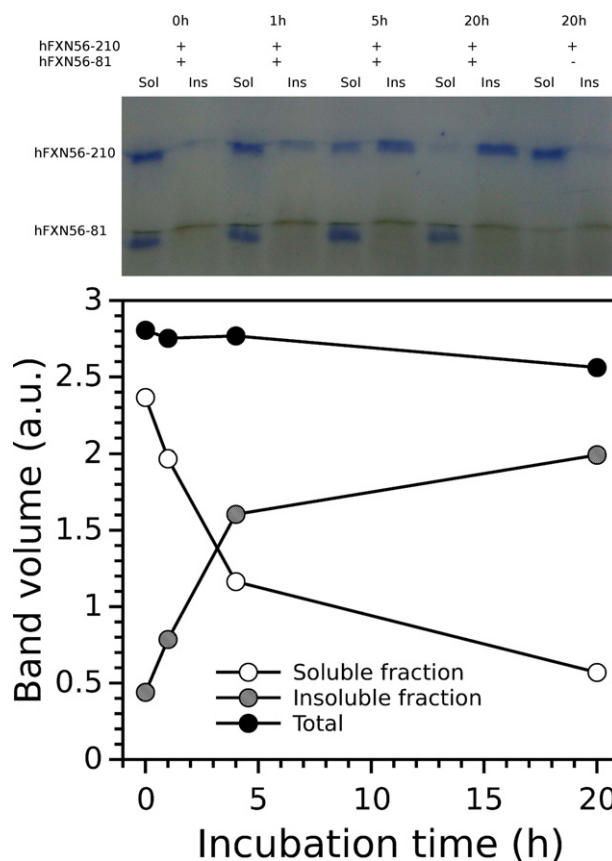 0h 1h 5h 20h 20h
hFXN56-210 + + + + +
hFXN56-81 + + + + -
Sol Ins Sol Ins Sol Ins Sol Ins Sol Ins
hFXN56-210
hFXN56-81
3
2.5
2
1.5
1
0.5
0
Band volume (a.u.)
Soluble fraction
Insoluble fraction
Total
0 5 10 15 20
Incubation time (h)